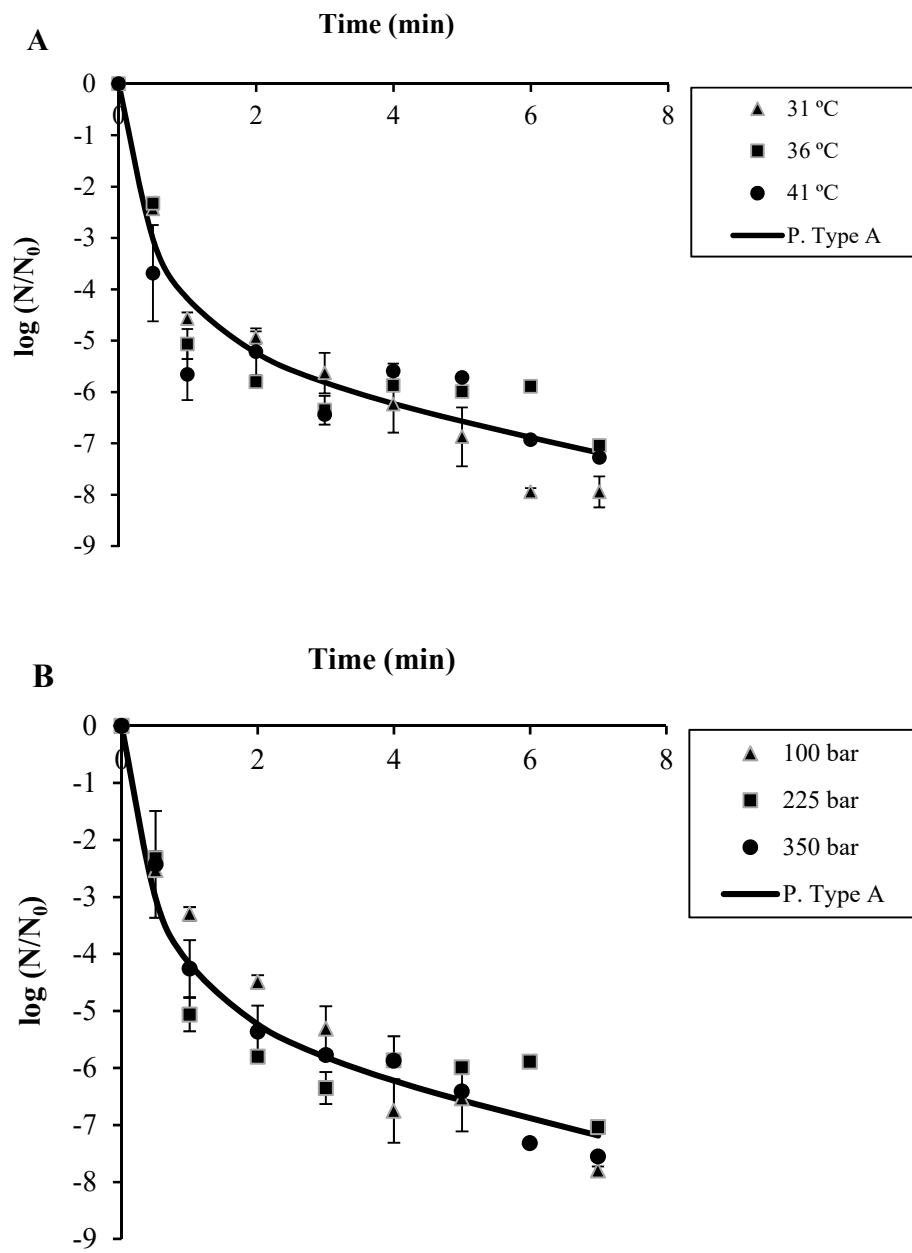 Time (min)
A
0
0 2 4 6 8
-1
-2
-3
-4
-5
-6
-7
-8
-9
log (N/N₀)
31 ºC
36 ºC
41 ºC
P. Type A
Time (min)
B
0
0 2 4 6 8
-1
-2
-3
-4
-5
-6
-7
-8
-9
log (N/N₀)
100 bar
225 bar
350 bar
P. Type A